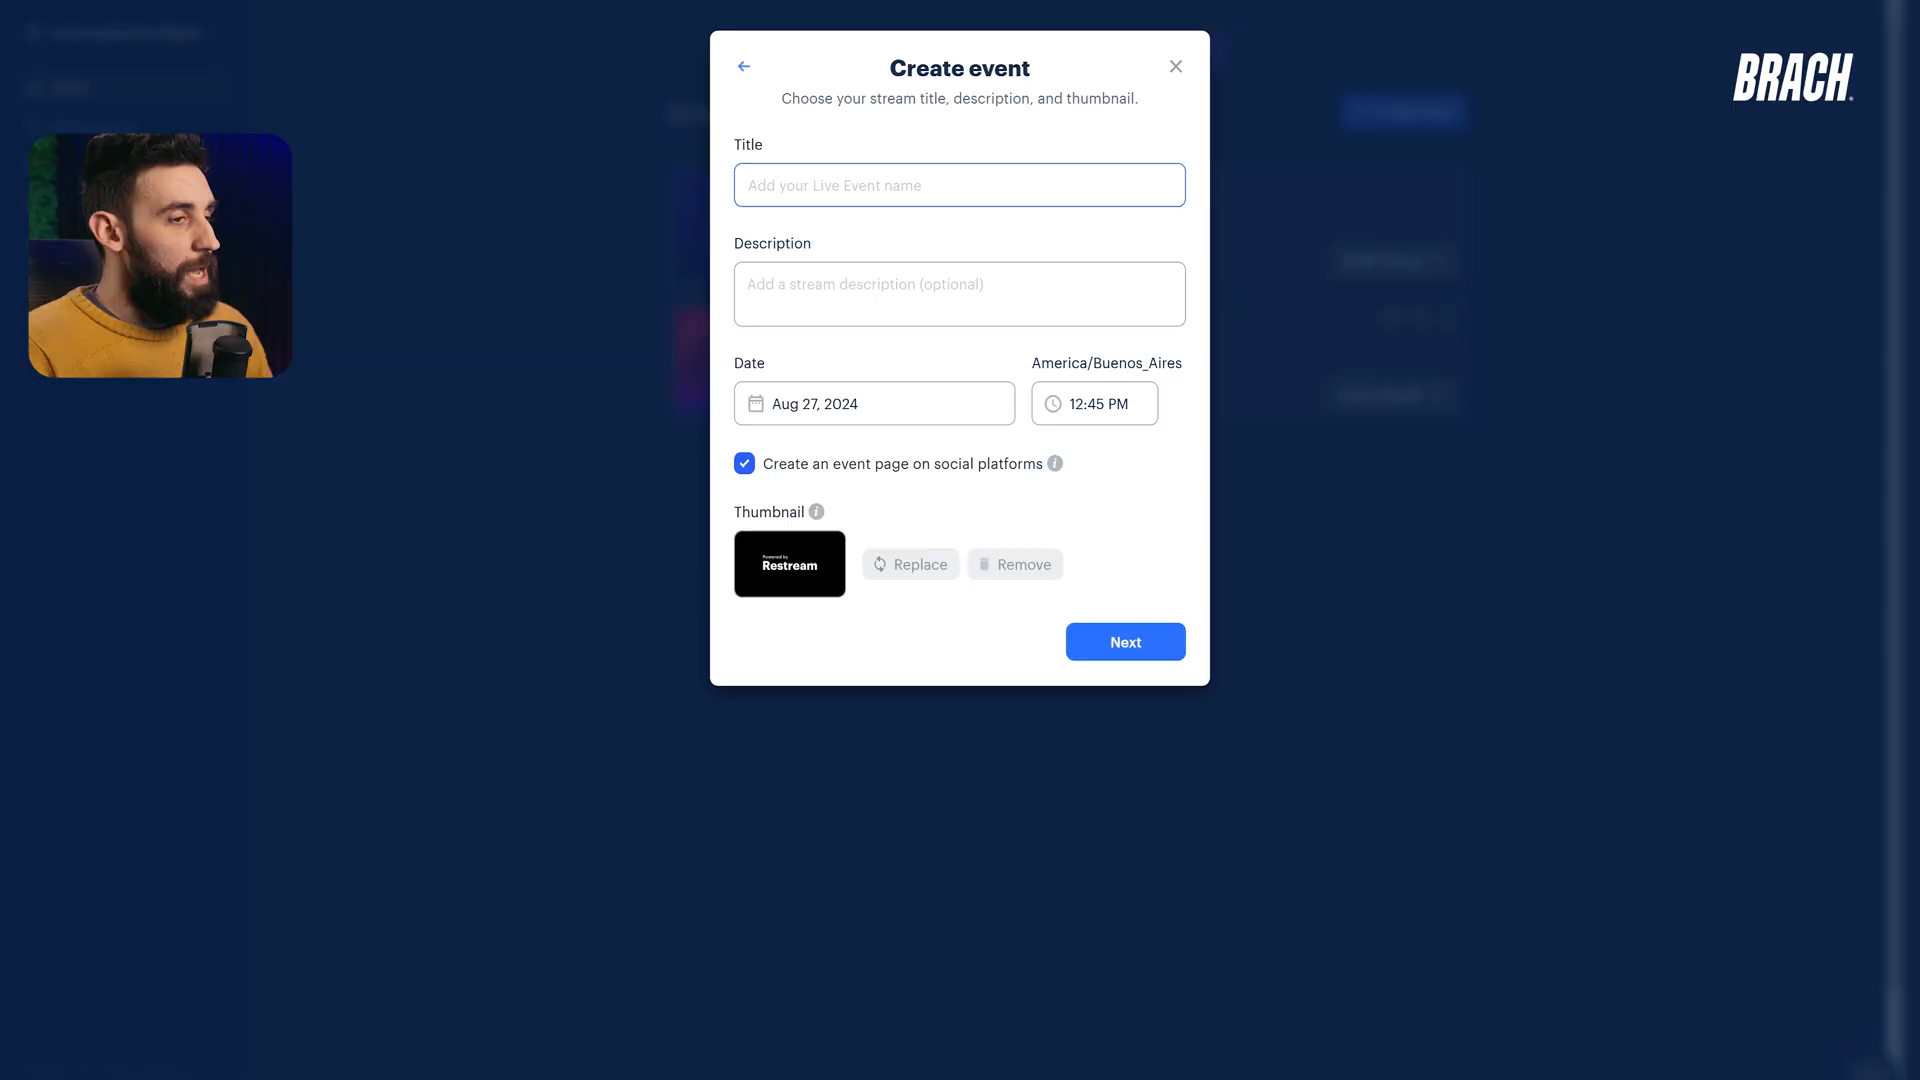 Create event
Choose your stream title, description, and thumbnail.
BRACH
Title
Add your Live Event name
Description
Add a stream description (optional)
Date
America/Buenos_Aires
Aug 27, 2024
12:45 PM
Create an event page on social platforms
Thumbnail
Powered by
Restream
Replace
Remove
Next